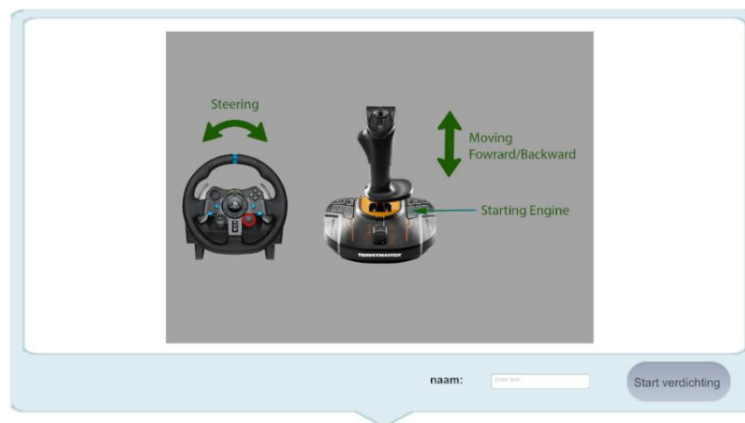 Steering
Moving
Fowrard/Backward
Starting Engine
THRUSTMASTER
naam:
Enter text...
Start verdichting